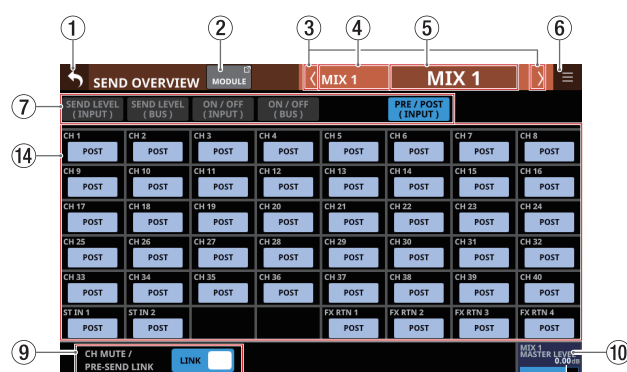 ① ② ③ ④ ⑤ ⑥
SEND OVERVIEW MODULE MIX 1 MIX 1
⑦ SEND LEVEL (INPUT) SEND LEVEL (BUS) ON / OFF (INPUT) ON / OFF (BUS) PRE / POST (INPUT)
⑭
CH 1 CH 2 CH 3 CH 4 CH 5 CH 6 CH 7 CH 8
POST POST POST POST POST POST POST POST
CH 9 CH 10 CH 11 CH 12 CH 13 CH 14 CH 15 CH 16
POST POST POST POST POST POST POST POST
CH 17 CH 18 CH 19 CH 20 CH 21 CH 22 CH 23 CH 24
POST POST POST POST POST POST POST POST
CH 25 CH 26 CH 27 CH 28 CH 29 CH 30 CH 31 CH 32
POST POST POST POST POST POST POST POST
CH 33 CH 34 CH 35 CH 36 CH 37 CH 38 CH 39 CH 40
POST POST POST POST POST POST POST POST
ST IN 1 ST IN 2 FX RTN 1 FX RTN 2 FX RTN 3 FX RTN 4
POST POST POST POST POST POST
⑨ CH MUTE /
PRE-SEND LINK LINK
MIX 1
MASTER LEVEL ⑩
0.00dB